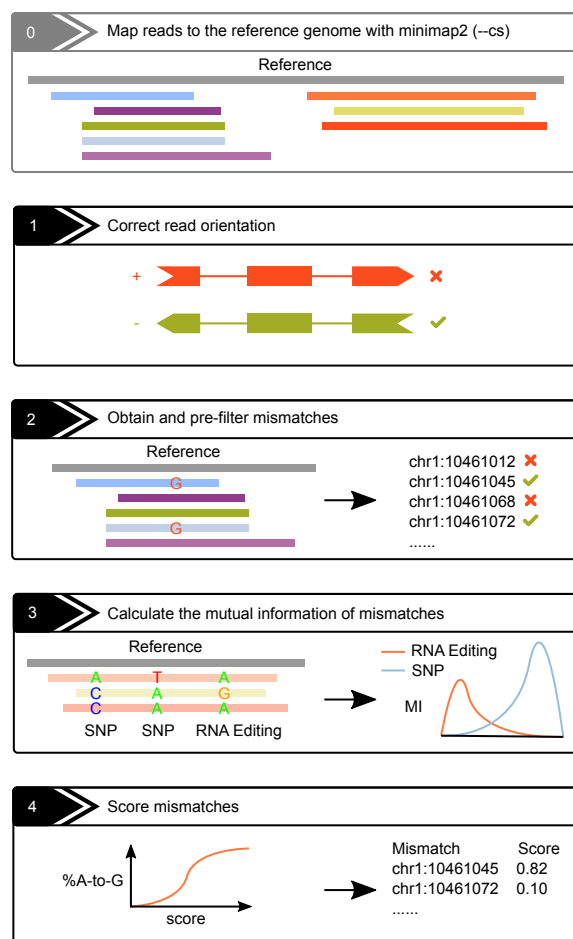 0 Map reads to the reference genome with minimap2 (--cs)
Reference
1 Correct read orientation
+
-
2 Obtain and pre-filter mismatches
Reference
G
G
chr1:10461012
chr1:10461045
chr1:10461068
chr1:10461072
......
3 Calculate the mutual information of mismatches
Reference
A T A
C A G
C A A
SNP SNP RNA Editing
RNA Editing
SNP
MI
4 Score mismatches
%A-to-G
score
Mismatch Score
chr1:10461045 0.82
chr1:10461072 0.10
......